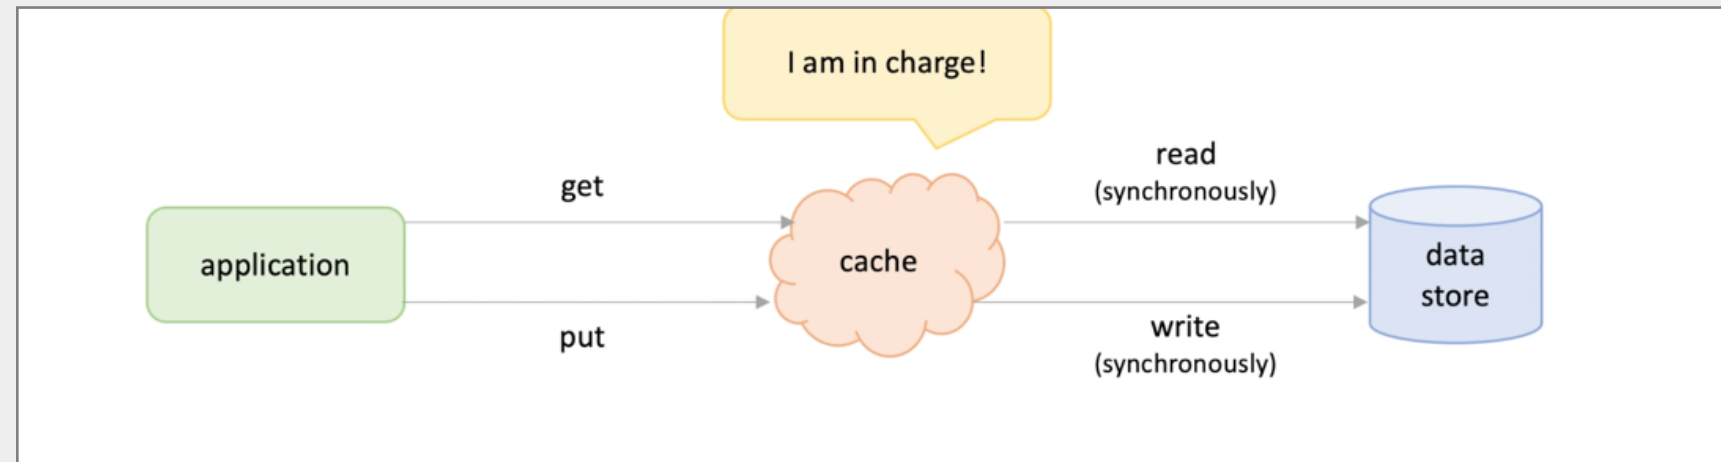 I am in charge!
read
(synchronously)
get
application
cache
data
store
put
write
(synchronously)